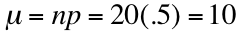 μ = np = 20(.5) = 10